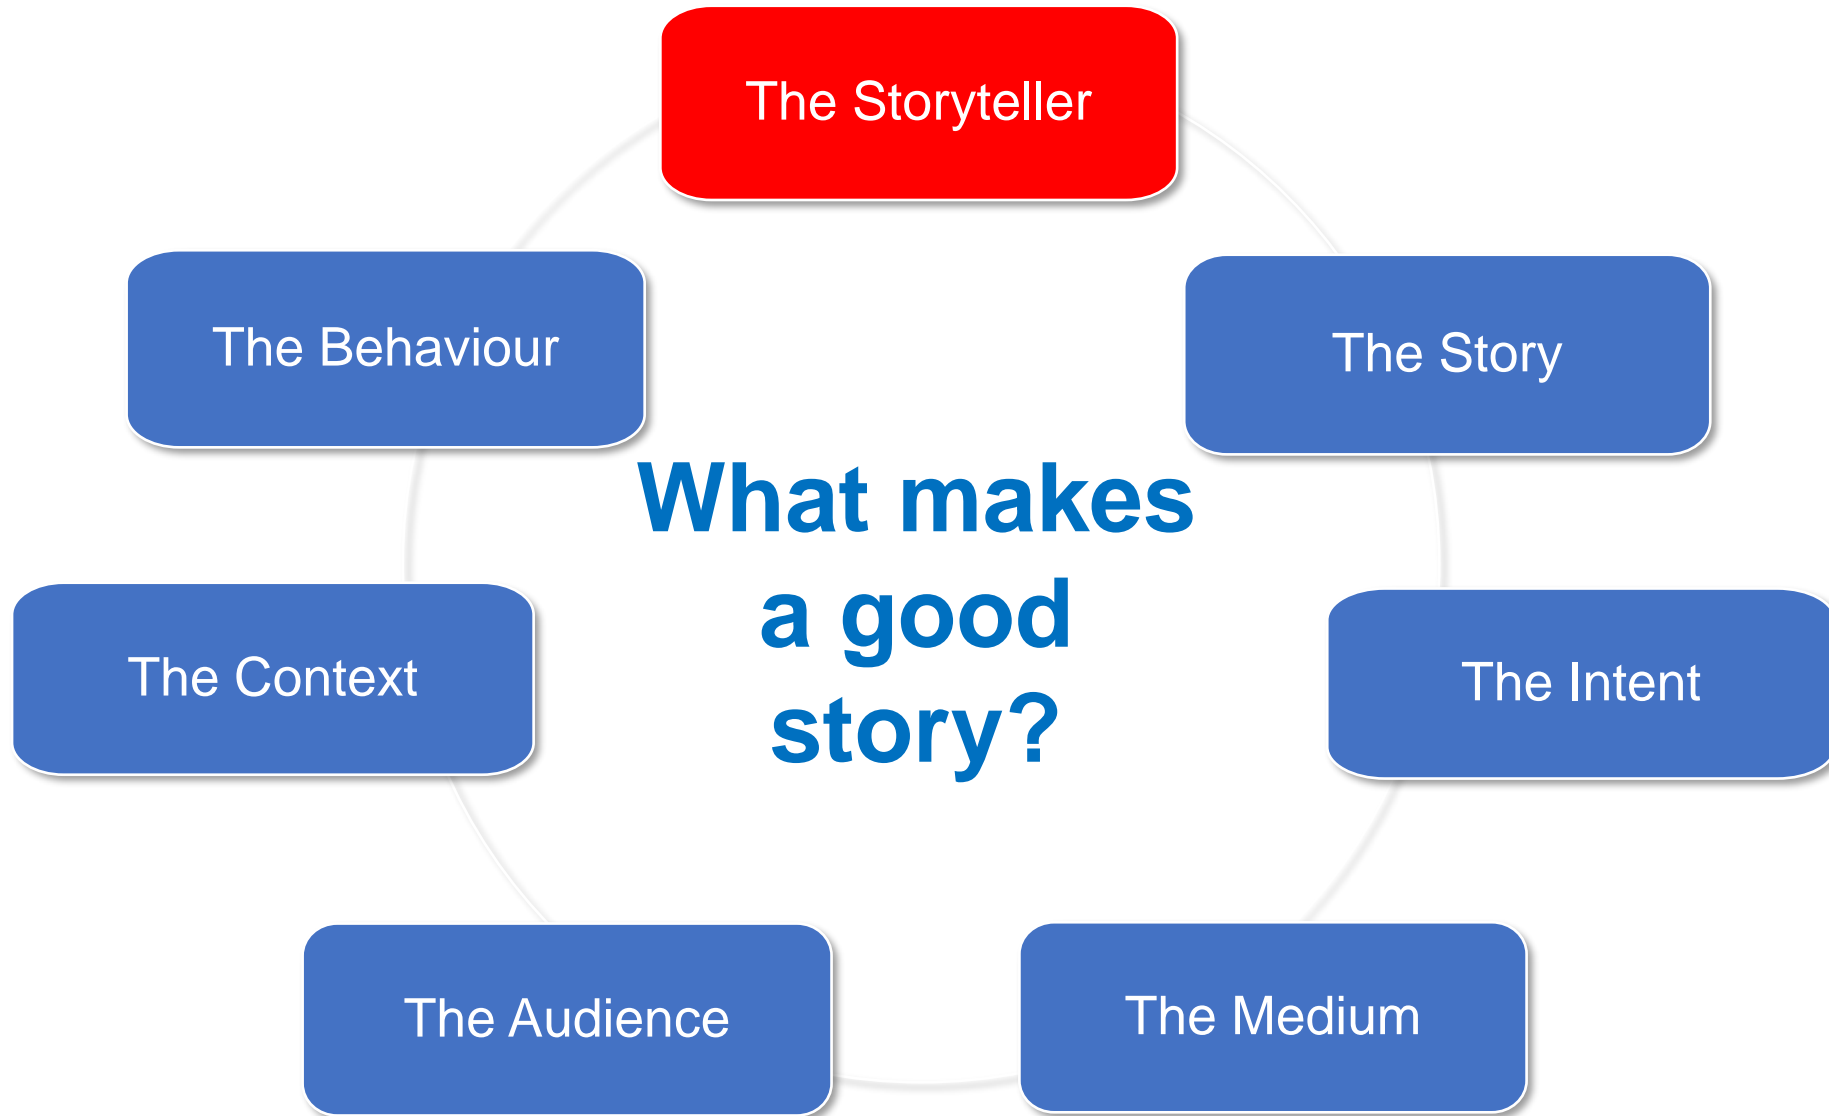 The Storyteller
The Behaviour
The Story
What makes
a good
story?
The Context
The Intent
The Audience
The Medium